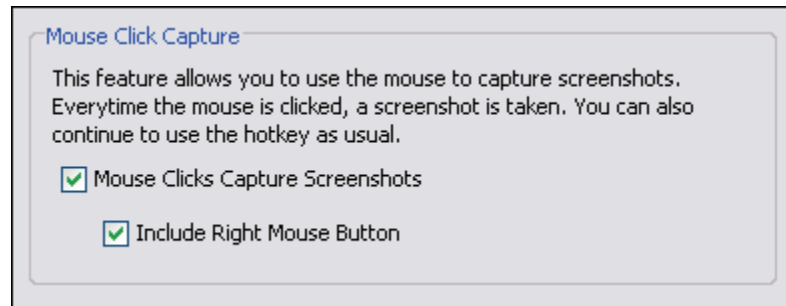 Mouse Click Capture
This feature allows you to use the mouse to capture screenshots.
Everytime the mouse is clicked, a screenshot is taken. You can also
continue to use the hotkey as usual.
Mouse Clicks Capture Screenshots
Include Right Mouse Button